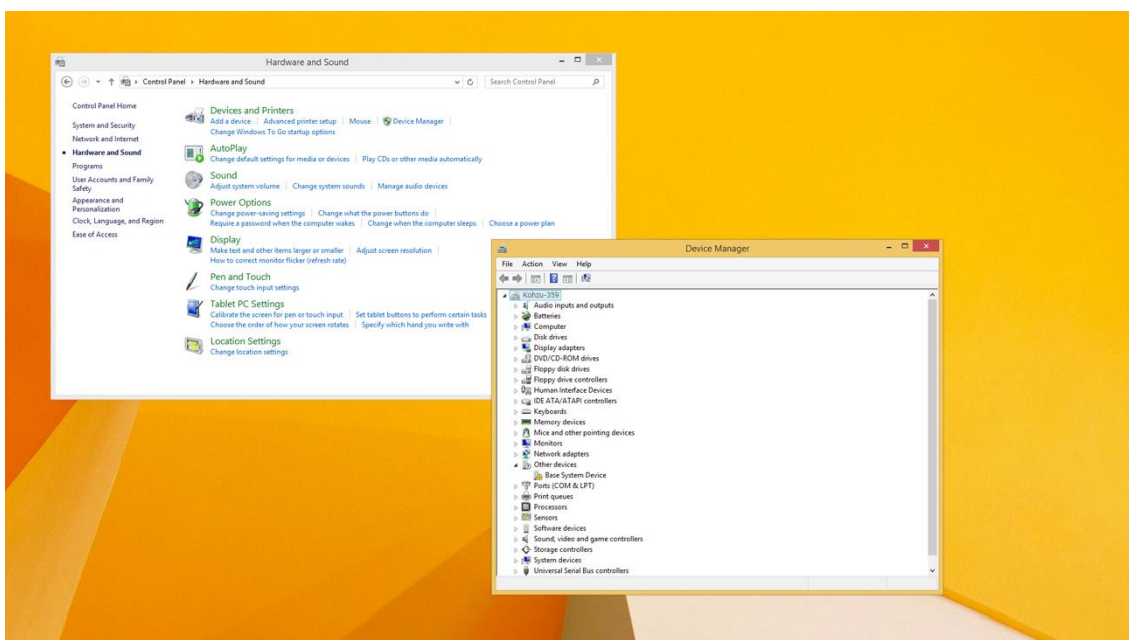 Hardware and Sound
Control Panel Hardware and Sound
Search Control Panel
Control Panel Home
System and Security
Network and Internet
Hardware and Sound
Programs
User Accounts and Family
Safety
Appearance and
Personalization
Clock, Language, and Region
Ease of Access
Devices and Printers
Add a device Advanced printer setup Mouse Device Manager
Change Windows To Go startup options
AutoPlay
Change default settings for media or devices Play CDs or other media automatically
Sound
Adjust system volume Change system sounds Manage audio devices
Power Options
Change power-saving settings Change what the power buttons do
Require a password when the computer wakes Change when the computer sleeps Choose a power plan
Display
Make text and other items larger or smaller Adjust screen resolution
How to correct monitor flicker (refresh rate)
Pen and Touch
Change touch input settings
Tablet PC Settings
Calibrate the screen for pen or touch input Set tablet buttons to perform certain tasks
Choose the order of how your screen rotates Specify which hand you write with
Location Settings
Change location settings
Device Manager
File Action View Help
Kohzu-359
Audio inputs and outputs
Batteries
Computer
Disk drives
Display adapters
DVD/CD-ROM drives
Floppy disk drives
Floppy drive controllers
Human Interface Devices
IDE ATA/ATAPI controllers
Keyboards
Memory devices
Mice and other pointing devices
Monitors
Network adapters
Other devices
Base System Device
Ports (COM & LPT)
Print queues
Processors
Sensors
Software devices
Sound, video and game controllers
Storage controllers
System devices
Universal Serial Bus controllers